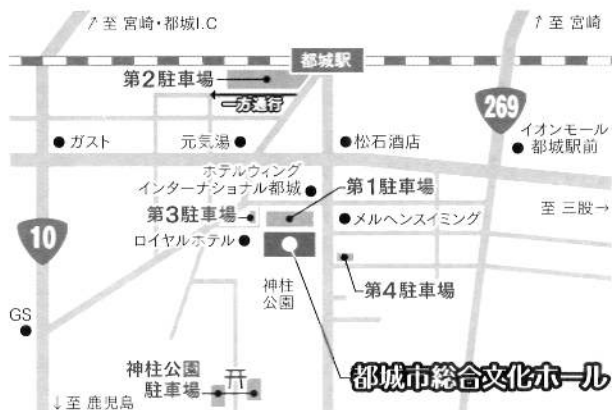 ↗至 宮崎・都城I.C
↗至 宮崎
都城駅
第2駐車場
一方通行
269
ガスト
元気湯
松石酒店
イオンモール
都城駅前
ホテルウィング
インターナショナル都城
第1駐車場
第3駐車場
メルヘンスイミング
至 三股→
10
ロイヤルホテル
神柱
公園
第4駐車場
GS
神柱公園
駐車場
都城市総合文化ホール
↓至 鹿児島